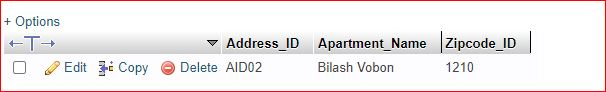 + Options
Address_ID Apartment_Name Zipcode_ID
Edit Copy Delete AID02 Bilash Vobon 1210